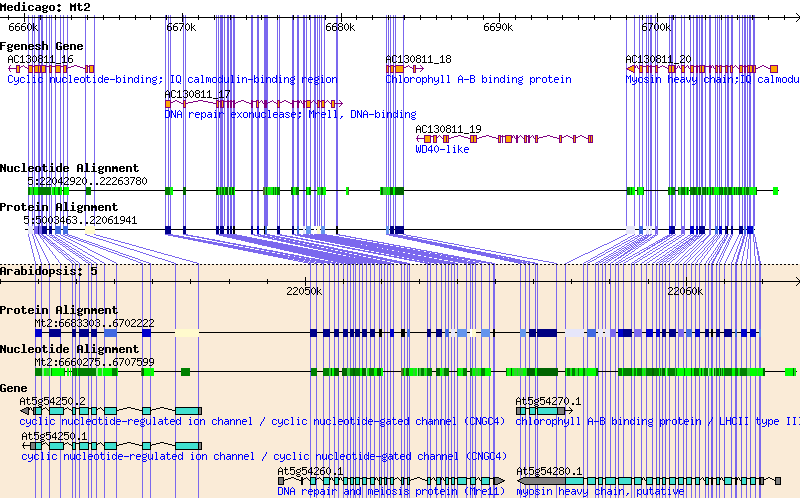 Medicago: Mt2
6660k 6670k 6680k 6690k 6700k
Fgenesh Gene
AC130811_16 AC130811_18 AC130811_20
Cyclic nucleotide-binding; IQ calmodulin-binding region Chlorophyll A-B binding protein Myosin heavy chain;IQ calmodu
AC130811_17
DNA repair exonuclease; Mre11, DNA-binding
AC130811_19
WD40-like
Nucleotide Alignment
5:22042920..22263780
Protein Alignment
5:5003463..22061941
Arabidopsis: 5
22050k 22060k
Protein Alignment
Mt2:6683303..6702222
Nucleotide Alignment
Mt2:6660275..6707599
Gene
At5g54250.2 At5g54270.1
cyclic nucleotide-regulated ion channel / cyclic nucleotide-gated channel (CNGC4) chlorophyll A-B binding protein / LHCII type III
At5g54250.1
cyclic nucleotide-regulated ion channel / cyclic nucleotide-gated channel (CNGC4)
At5g54260.1 At5g54280.1
DNA repair and meiosis protein (Mre11) myosin heavy chain, putative